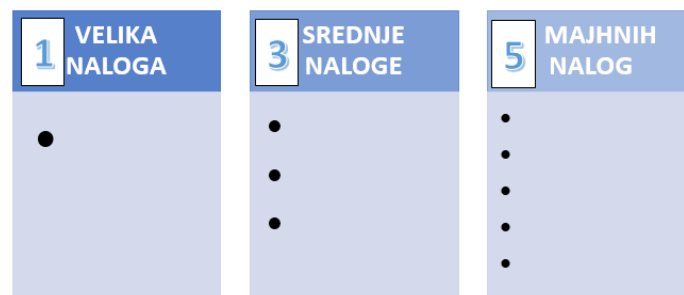 1 VELIKA
NALOGA
3 SREDNJE
NALOGE
5 MAJHNIH
NALOG